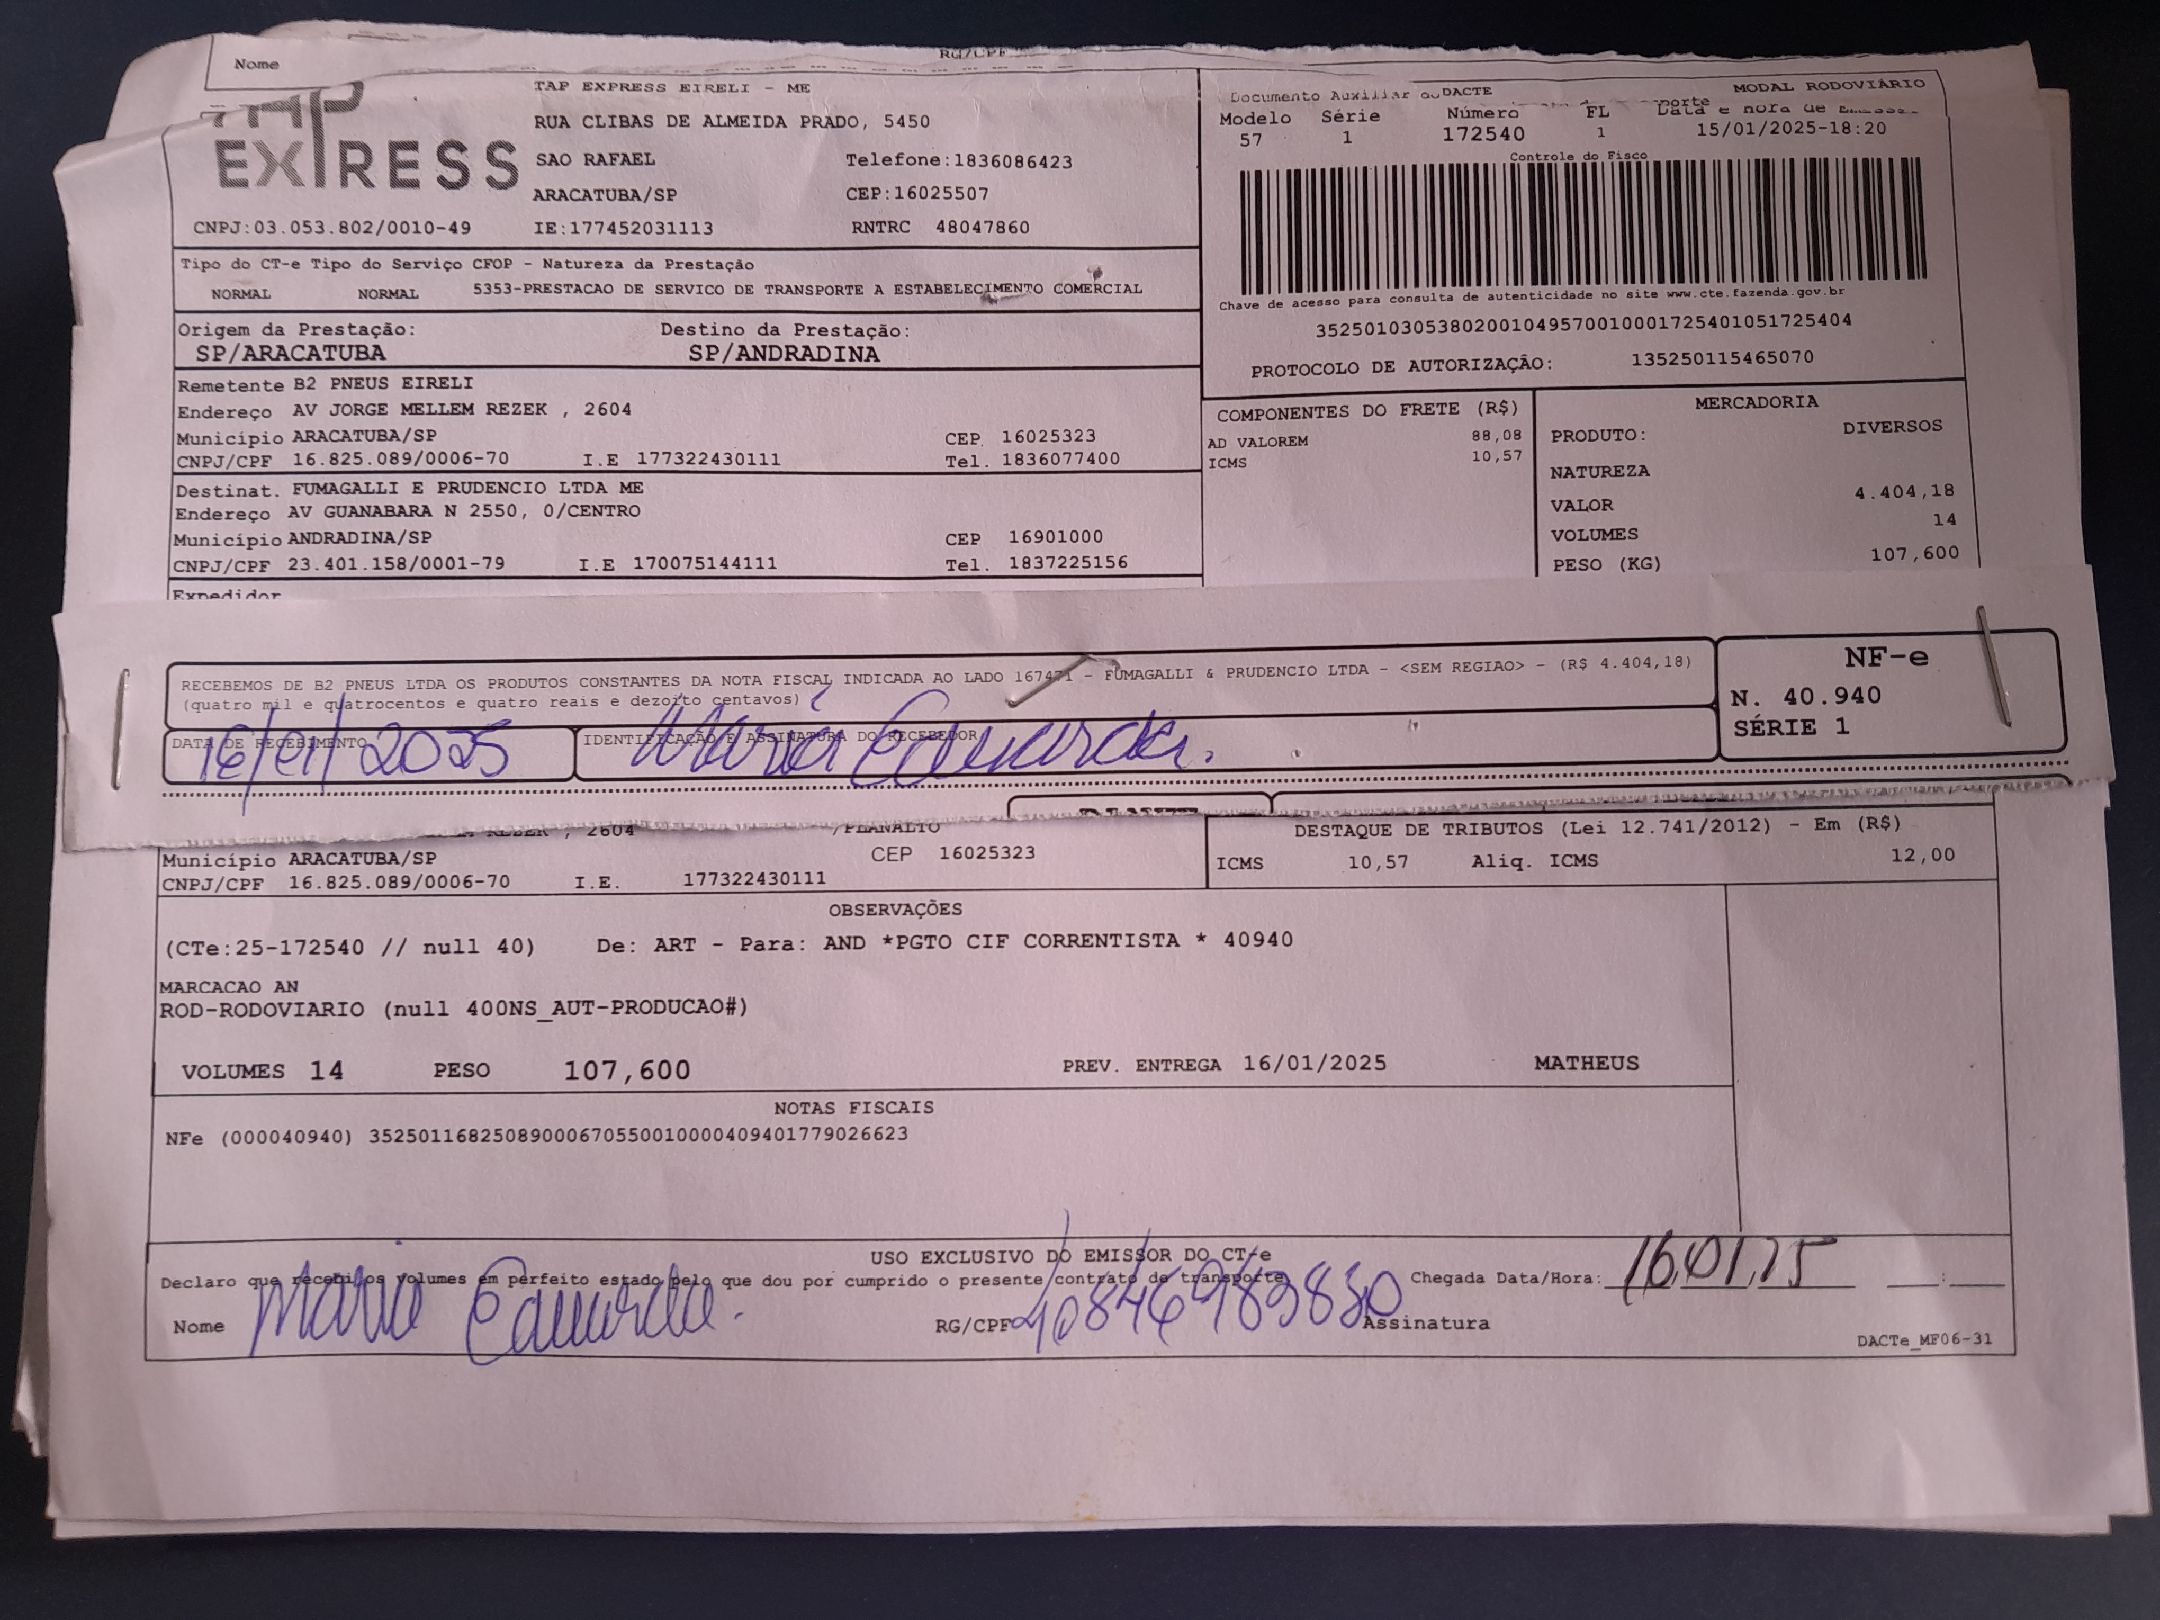 Nome RG/CPF
TAP EXPRESS
TAP EXPRESS EIRELI - ME
RUA CLIBAS DE ALMEIDA PRADO, 5450
SAO RAFAEL Telefone:1836086423
ARACATUBA/SP CEP:16025507
CNPJ:03.053.802/0010-49 IE:177452031113 RNTRC 48047860
DACTE MODAL RODOVIÁRIO
Documento Auxiliar
Modelo Série Número FL Data e hora de
57 1 172540 1 15/01/2025-18:20
Controle do Fisco
Chave de acesso para consulta de autenticidade no site www.cte.fazenda.gov.br
35250103053802001049570010001725401051725404
PROTOCOLO DE AUTORIZAÇÃO: 135250115465070
Tipo do CT-e Tipo do Serviço CFOP - Natureza da Prestação
NORMAL NORMAL 5353-PRESTACAO DE SERVICO DE TRANSPORTE A ESTABELECIMENTO COMERCIAL
Origem da Prestação: Destino da Prestação:
SP/ARACATUBA SP/ANDRADINA
Remetente B2 PNEUS EIRELI
Endereço AV JORGE MELLEM REZEK , 2604
Município ARACATUBA/SP CEP 16025323
CNPJ/CPF 16.825.089/0006-70 I.E 177322430111 Tel. 1836077400
Destinat. FUMAGALLI E PRUDENCIO LTDA ME
Endereço AV GUANABARA N 2550, 0/CENTRO
Município ANDRADINA/SP CEP 16901000
CNPJ/CPF 23.401.158/0001-79 I.E 170075144111 Tel. 1837225156
Expedidor
COMPONENTES DO FRETE (R$)
AD VALOREM 88,08
ICMS 10,57
MERCADORIA
PRODUTO: DIVERSOS
NATUREZA
VALOR 4.404,18
VOLUMES 14
PESO (KG) 107,600
RECEBEMOS DE B2 PNEUS LTDA OS PRODUTOS CONSTANTES DA NOTA FISCAL INDICADA AO LADO 167471 - FUMAGALLI & PRUDENCIO LTDA - <SEM REGIAO> - (R$ 4.404,18)
(quatro mil e quatrocentos e quatro reais e dezoito centavos)
DATA DE RECEBIMENTO IDENTIFICAÇÃO E ASSINATURA DO RECEBEDOR
16/01/2025 Maria Eduarda.
NF-e
N. 40.940
SÉRIE 1
REZEK , 2604 /PLANALTO
Município ARACATUBA/SP CEP 16025323
CNPJ/CPF 16.825.089/0006-70 I.E. 177322430111
DESTAQUE DE TRIBUTOS (Lei 12.741/2012) - Em (R$)
ICMS 10,57 Aliq. ICMS 12,00
OBSERVAÇÕES
(CTe:25-172540 // null 40) De: ART - Para: AND *PGTO CIF CORRENTISTA * 40940
MARCACAO AN
ROD-RODOVIARIO (null 400NS_AUT-PRODUCAO#)
VOLUMES 14 PESO 107,600 PREV. ENTREGA 16/01/2025 MATHEUS
NOTAS FISCAIS
NFe (000040940) 35250116825089000670550010000409401779026623
USO EXCLUSIVO DO EMISSOR DO CT-e
Declaro que recebi os volumes em perfeito estado pelo que dou por cumprido o presente contrato de transporte Chegada Data/Hora: 16,01,25 :
Nome Maria Eduarda. RG/CPF Assinatura
DACTe_MF06-31